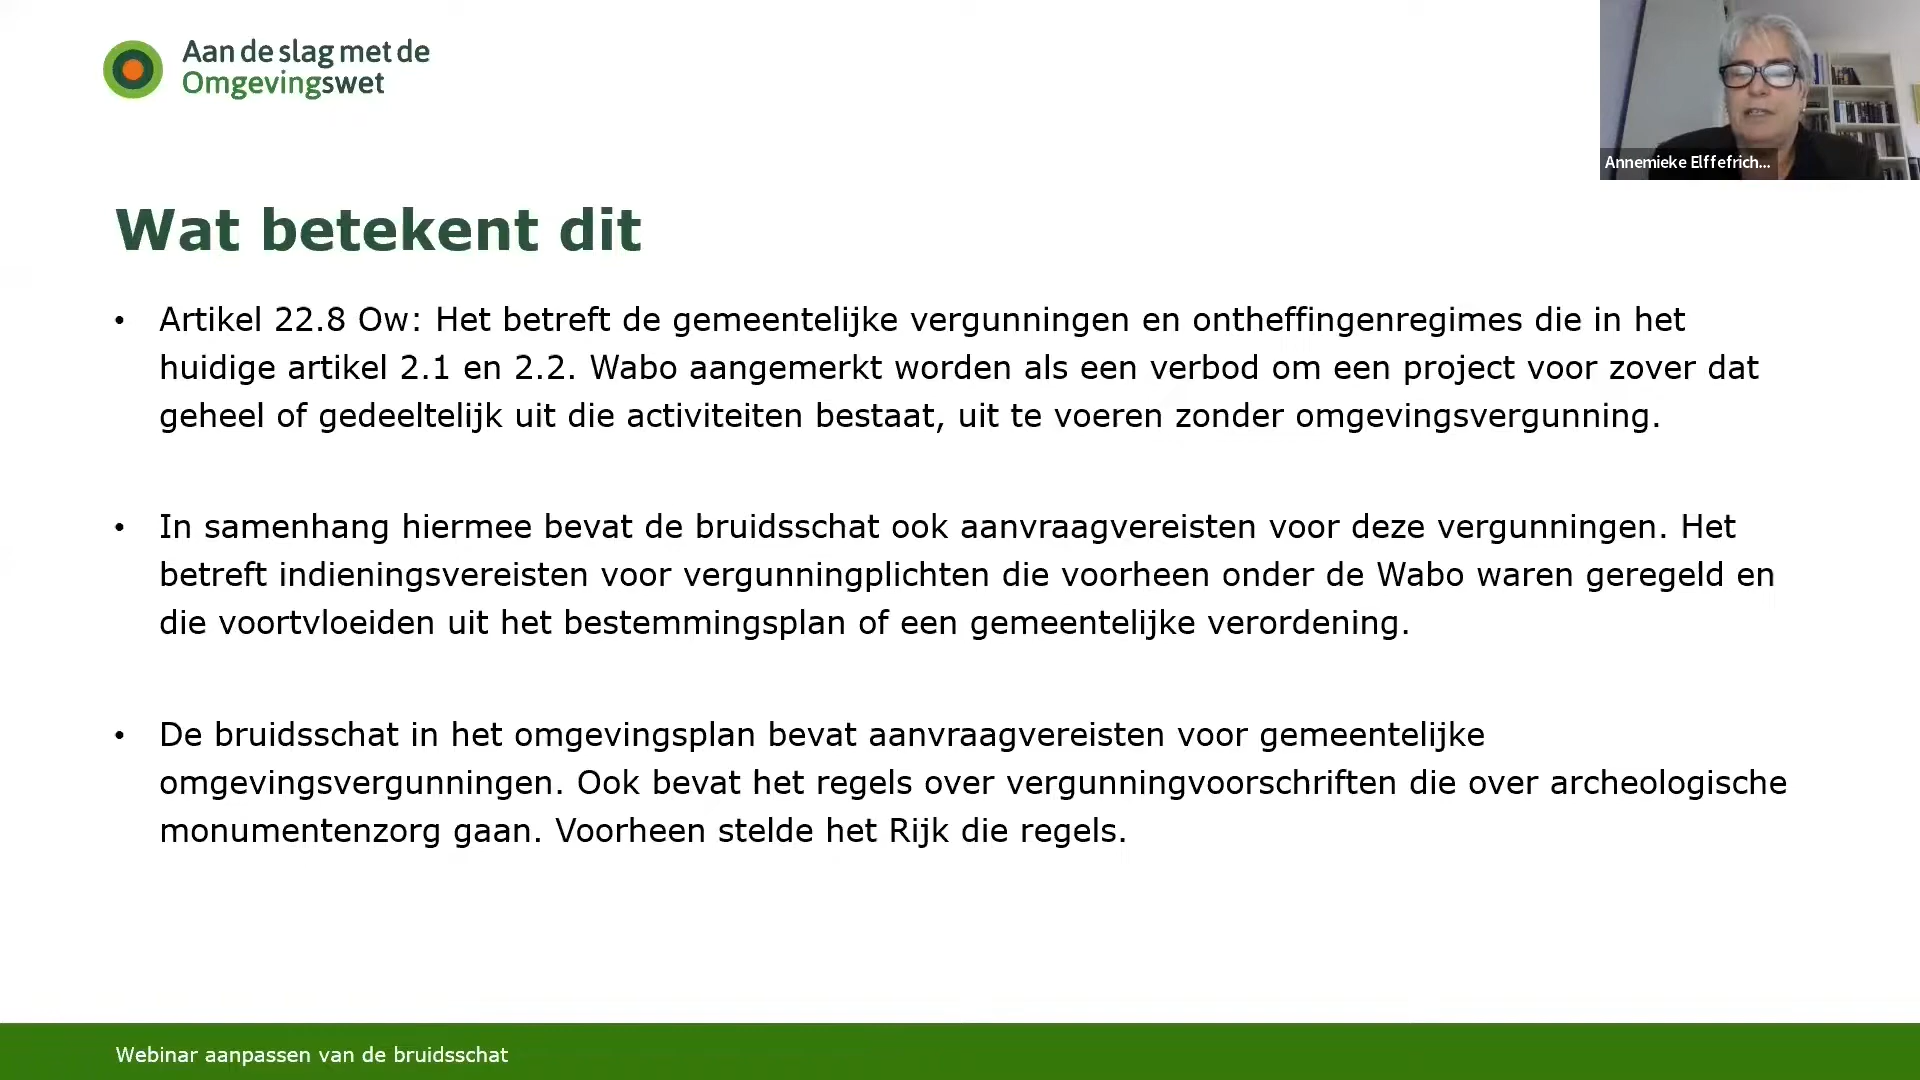 Aan de slag met de
Omgevingswet
Annemieke Elffefrich...
Wat betekent dit
• Artikel 22.8 Ow: Het betreft de gemeentelijke vergunningen en ontheffingenregimes die in het
huidige artikel 2.1 en 2.2. Wabo aangemerkt worden als een verbod om een project voor zover dat
geheel of gedeeltelijk uit die activiteiten bestaat, uit te voeren zonder omgevingsvergunning.
• In samenhang hiermee bevat de bruidsschat ook aanvraagvereisten voor deze vergunningen. Het
betreft indieningsvereisten voor vergunningplichten die voorheen onder de Wabo waren geregeld en
die voortvloeiden uit het bestemmingsplan of een gemeentelijke verordening.
• De bruidsschat in het omgevingsplan bevat aanvraagvereisten voor gemeentelijke
omgevingsvergunningen. Ook bevat het regels over vergunningvoorschriften die over archeologische
monumentenzorg gaan. Voorheen stelde het Rijk die regels.
Webinar aanpassen van de bruidsschat